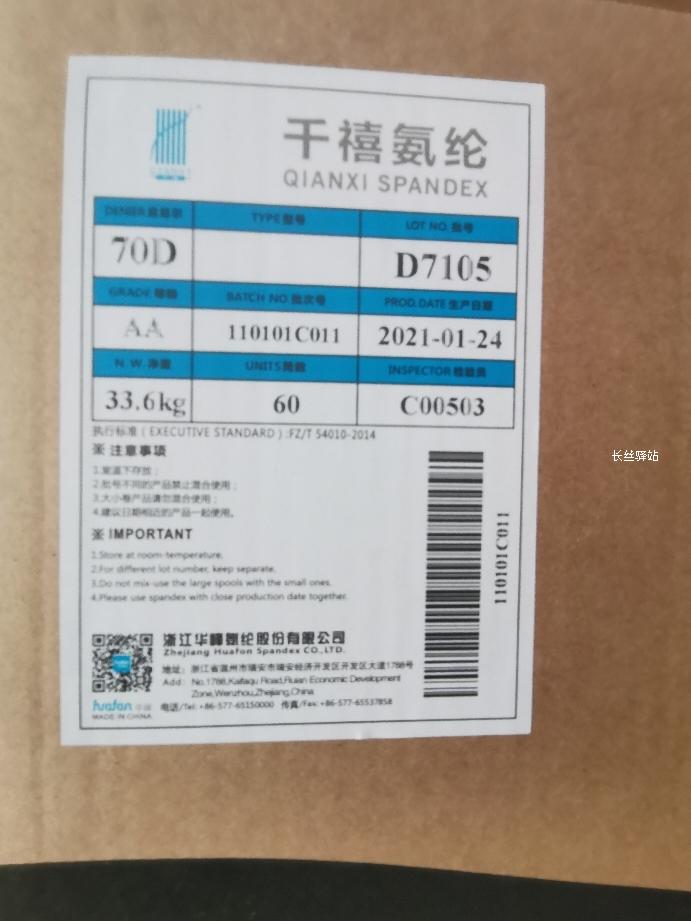 千禧氨纶
QIANXI SPANDEX
DENIER TYPE 型号 LOT NO. 批号
70D D7105
GRADE BATCH NO. 批次号 PROD. DATE 生产日期
AA 110101C011 2021-01-24
N. W. 净重 UNITS INSPECTOR 检验员
33.6kg 60 C00503
执行标准（EXECUTIVE STANDARD）:FZ/T 54010-2014
※ 注意事项
1.室温下存放；
2.批号不同的产品禁止混合使用；
3.大小卷产品请勿混合使用；
4.建议日期相近的产品一起使用。
※ IMPORTANT
1.Store at room-temperature.
2.For different lot number, keep separate.
3.Do not mix-use the large spools with the small ones.
4.Please use spandex with close production date together.
110101C011
浙江华峰氨纶股份有限公司
Zhejiang Huafon Spandex CO.,LTD.
地址：浙江省温州市瑞安市瑞安经济开发区开发区大道1788号
Add: No.1788,Kaifaqu Road,Ruian Economic Development
Zone,Wenzhou,Zhejiang,China
huafon 华峰
MADE IN CHINA
电话/Tel:+86-577-65150000 传真/Fax:+86-577-65537858
长丝驿站